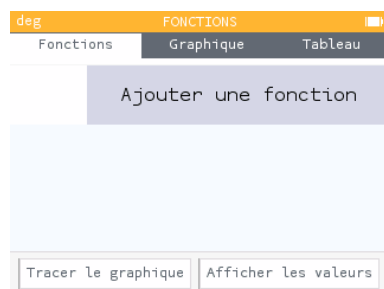 deg FONCTIONS
Fonctions Graphique Tableau
Ajouter une fonction
Tracer le graphique Afficher les valeurs